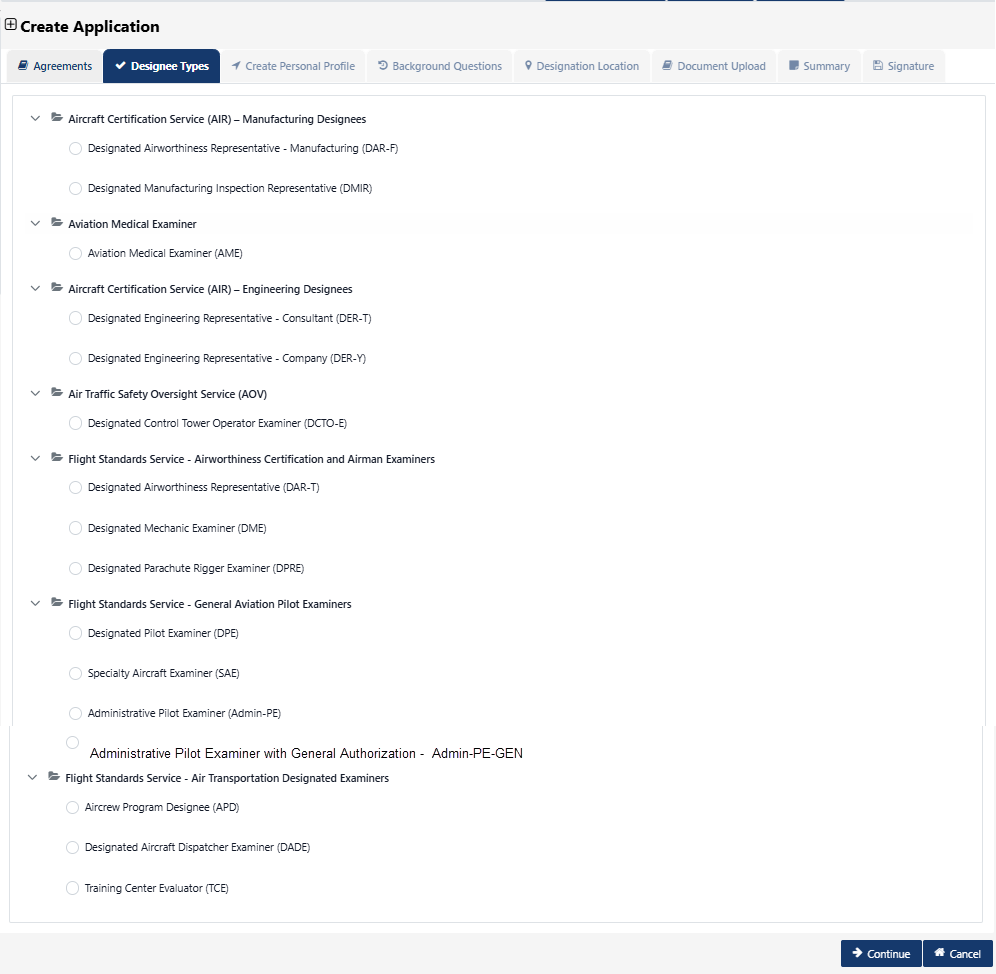 Create Application
Agreements Designee Types Create Personal Profile Background Questions Designation Location Document Upload Summary Signature
Aircraft Certification Service (AIR) – Manufacturing Designees
Designated Airworthiness Representative - Manufacturing (DAR-F)
Designated Manufacturing Inspection Representative (DMIR)
Aviation Medical Examiner
Aviation Medical Examiner (AME)
Aircraft Certification Service (AIR) – Engineering Designees
Designated Engineering Representative - Consultant (DER-T)
Designated Engineering Representative - Company (DER-Y)
Air Traffic Safety Oversight Service (AOV)
Designated Control Tower Operator Examiner (DCTO-E)
Flight Standards Service - Airworthiness Certification and Airman Examiners
Designated Airworthiness Representative (DAR-T)
Designated Mechanic Examiner (DME)
Designated Parachute Rigger Examiner (DPRE)
Flight Standards Service - General Aviation Pilot Examiners
Designated Pilot Examiner (DPE)
Specialty Aircraft Examiner (SAE)
Administrative Pilot Examiner (Admin-PE)
Administrative Pilot Examiner with General Authorization - Admin-PE-GEN
Flight Standards Service - Air Transportation Designated Examiners
Aircrew Program Designee (APD)
Designated Aircraft Dispatcher Examiner (DADE)
Training Center Evaluator (TCE)
Continue Cancel